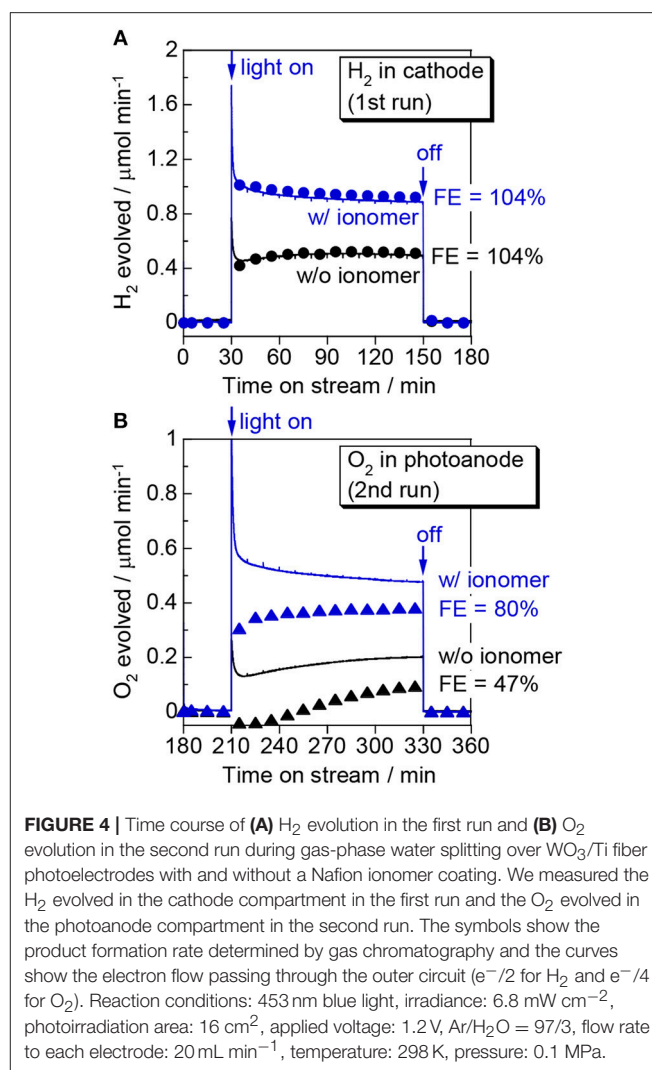 A
2
light on
H₂ in cathode
(1st run)
1.6
1.2
off
FE = 104%
0.8
w/ ionomer
FE = 104%
0.4
w/o ionomer
0
H₂ evolved / μmol min⁻¹
0 30 60 90 120 150 180
Time on stream / min
B
light on
1
O₂ in photoanode
(2nd run)
0.8
off
0.6
w/ ionomer
FE = 80%
0.4
w/o ionomer
0.2
FE = 47%
0
O₂ evolved / μmol min⁻¹
180 210 240 270 300 330 360
Time on stream / min
FIGURE 4 | Time course of (A) H₂ evolution in the first run and (B) O₂
evolution in the second run during gas-phase water splitting over WO₃/Ti fiber
photoelectrodes with and without a Nafion ionomer coating. We measured the
H₂ evolved in the cathode compartment in the first run and the O₂ evolved in
the photoanode compartment in the second run. The symbols show the
product formation rate determined by gas chromatography and the curves
show the electron flow passing through the outer circuit (e⁻/2 for H₂ and e⁻/4
for O₂). Reaction conditions: 453 nm blue light, irradiance: 6.8 mW cm⁻²,
photoirradiation area: 16 cm², applied voltage: 1.2 V, Ar/H₂O = 97/3, flow rate
to each electrode: 20 mL min⁻¹, temperature: 298 K, pressure: 0.1 MPa.